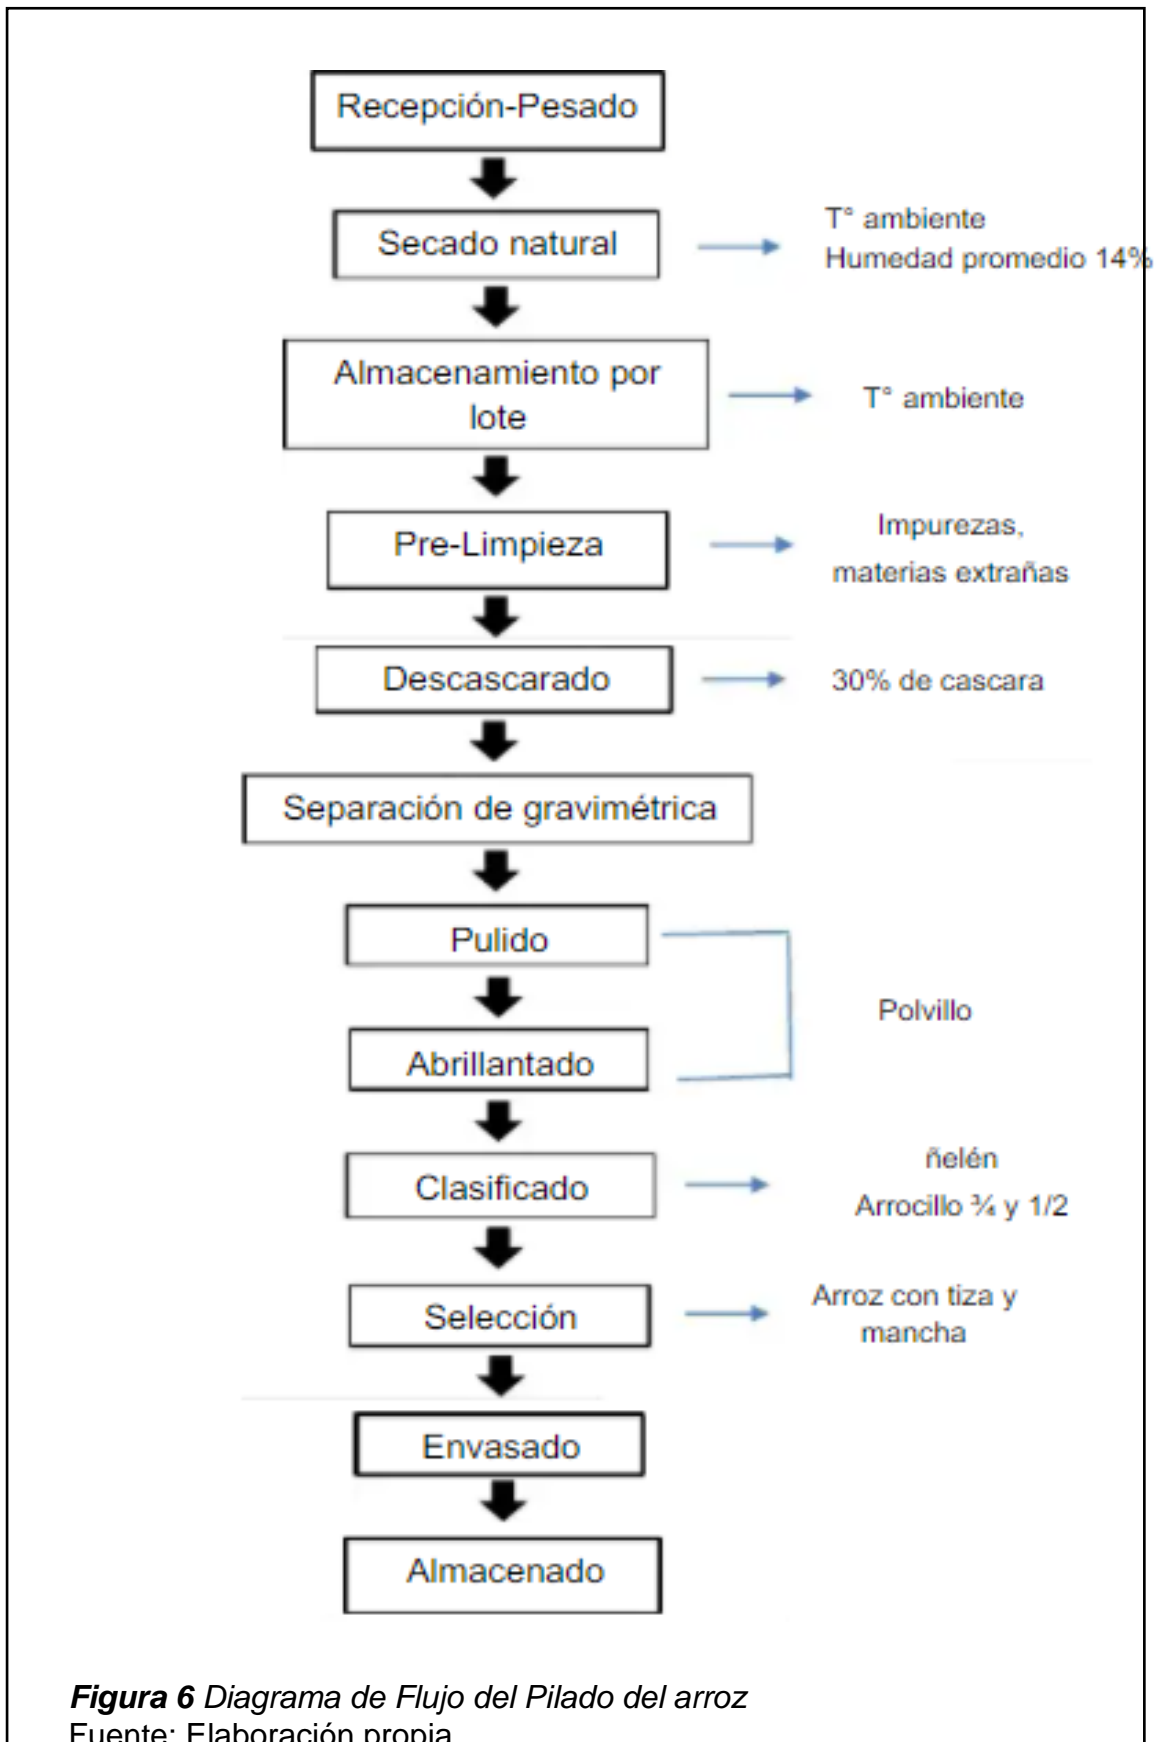 Recepción-Pesado
Secado natural
T° ambiente
Humedad promedio 14%
Almacenamiento por
lote
T° ambiente
Pre-Limpieza
Impurezas,
materias extrañas
Descascarado
30% de cascara
Separación de gravimétrica
Pulido
Polvillo
Abrillantado
Clasificado
ñelén
Arrocillo ¾ y 1/2
Selección
Arroz con tiza y
mancha
Envasado
Almacenado
Figura 6 Diagrama de Flujo del Pilado del arroz
Fuente: Elaboración propia